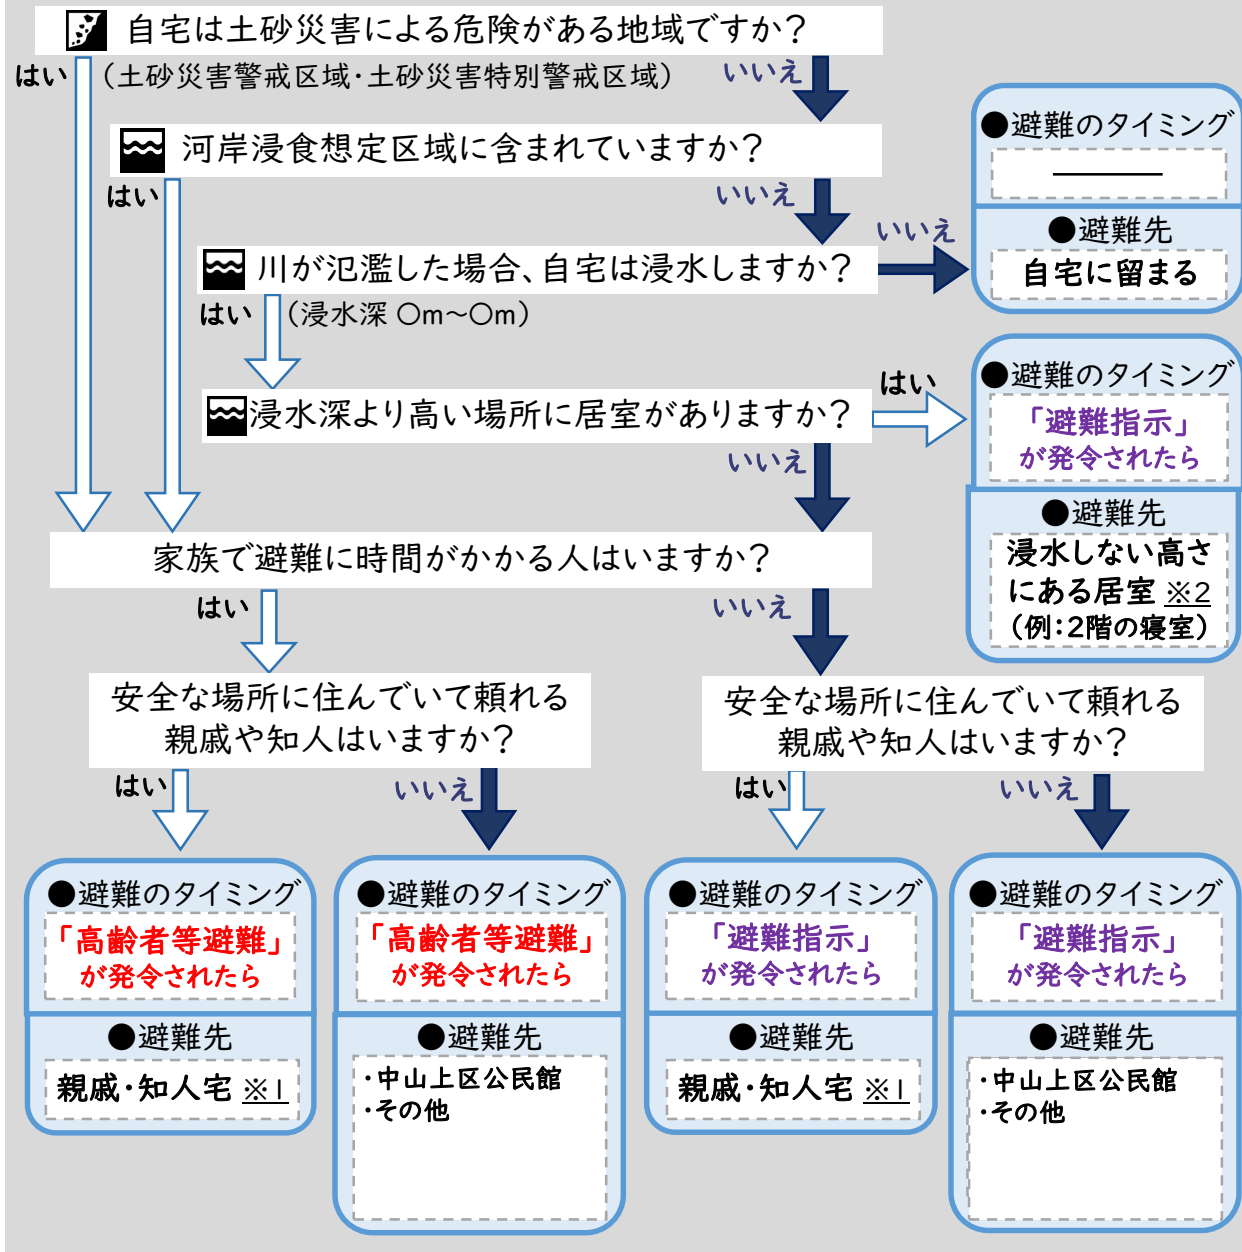 自宅は土砂災害による危険がある地域ですか？
はい
（土砂災害警戒区域・土砂災害特別警戒区域）
いいえ
河岸浸食想定区域に含まれていますか？
はい
いいえ
川が氾濫した場合、自宅は浸水しますか？
いいえ
はい
（浸水深 〇m～〇m）
●避難のタイミング
●避難先
自宅に留まる
浸水深より高い場所に居室がありますか？
はい
いいえ
●避難のタイミング
「避難指示」
が発令されたら
●避難先
浸水しない高さ
にある居室 ※2
（例：2階の寝室）
家族で避難に時間がかかる人はいますか？
はい
いいえ
安全な場所に住んでいて頼れる
親戚や知人はいますか？
はい
いいえ
安全な場所に住んでいて頼れる
親戚や知人はいますか？
はい
いいえ
●避難のタイミング
「高齢者等避難」
が発令されたら
●避難先
親戚・知人宅 ※1
●避難のタイミング
「高齢者等避難」
が発令されたら
●避難先
・中山上区公民館
・その他
●避難のタイミング
「避難指示」
が発令されたら
●避難先
親戚・知人宅 ※1
●避難のタイミング
「避難指示」
が発令されたら
●避難先
・中山上区公民館
・その他